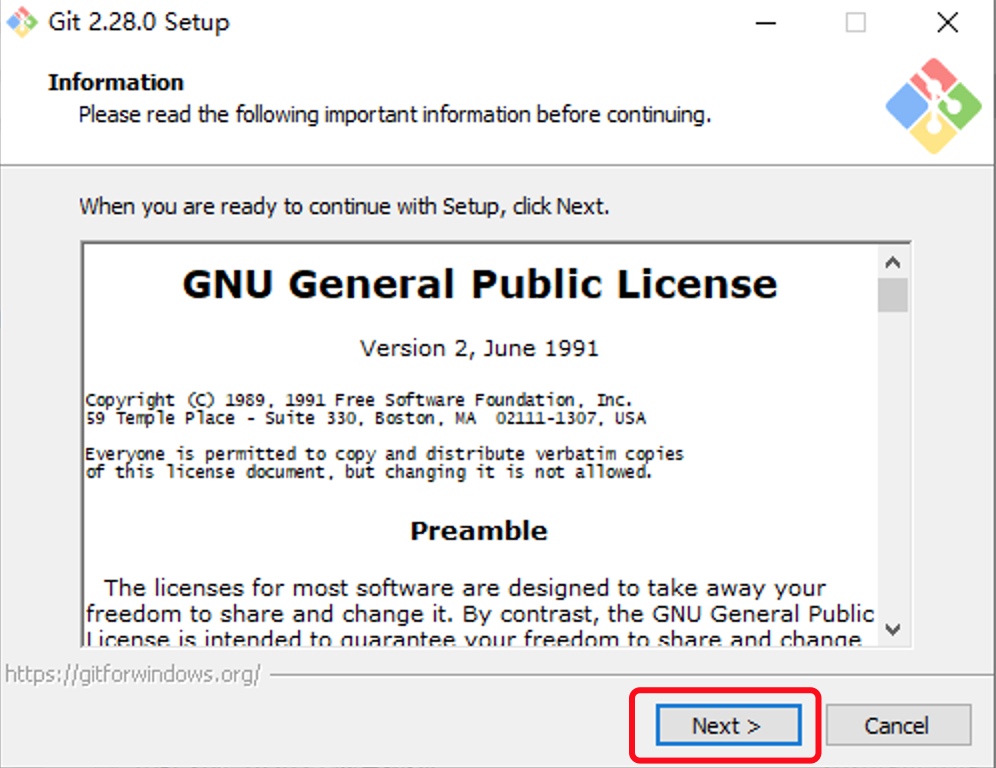 Git 2.28.0 Setup
Information
Please read the following important information before continuing.
When you are ready to continue with Setup, click Next.
GNU General Public License
Version 2, June 1991
Copyright (C) 1989, 1991 Free Software Foundation, Inc.
59 Temple Place - Suite 330, Boston, MA  02111-1307, USA
Everyone is permitted to copy and distribute verbatim copies
of this license document, but changing it is not allowed.
Preamble
The licenses for most software are designed to take away your
freedom to share and change it. By contrast, the GNU General Public
License is intended to guarantee your freedom to share and change
https://gitforwindows.org/
Next >
Cancel